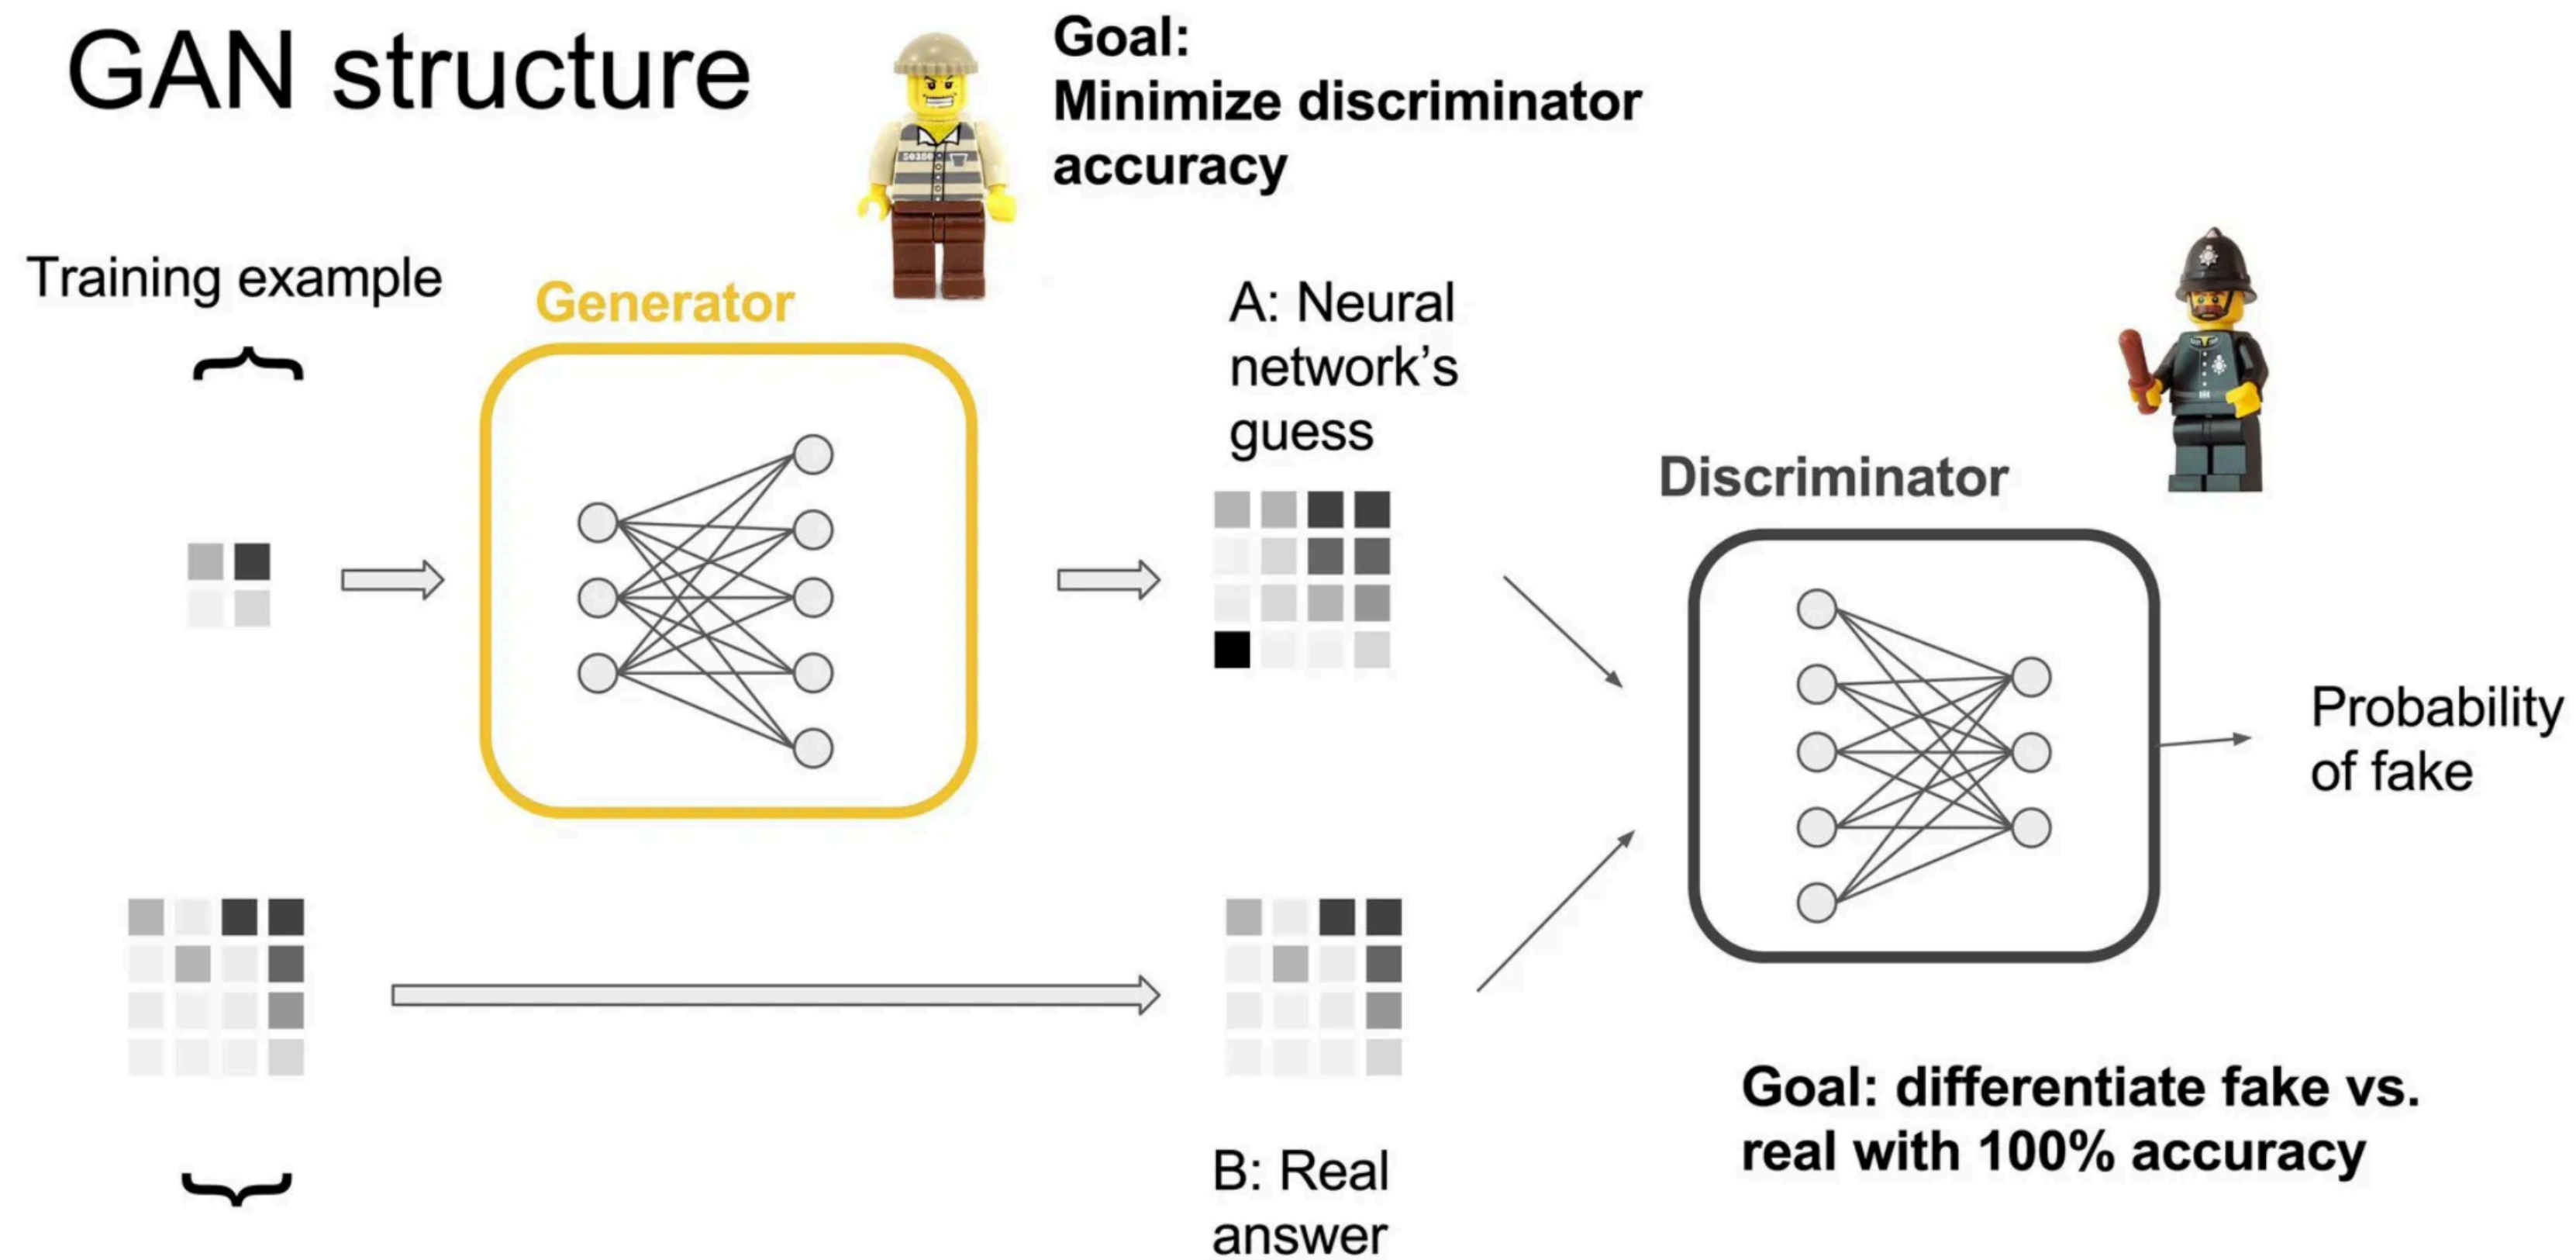 GAN structure
Goal:
Minimize discriminator
accuracy
Training example
Generator
A: Neural
network's
guess
Discriminator
Probability
of fake
Goal: differentiate fake vs.
real with 100% accuracy
B: Real
answer